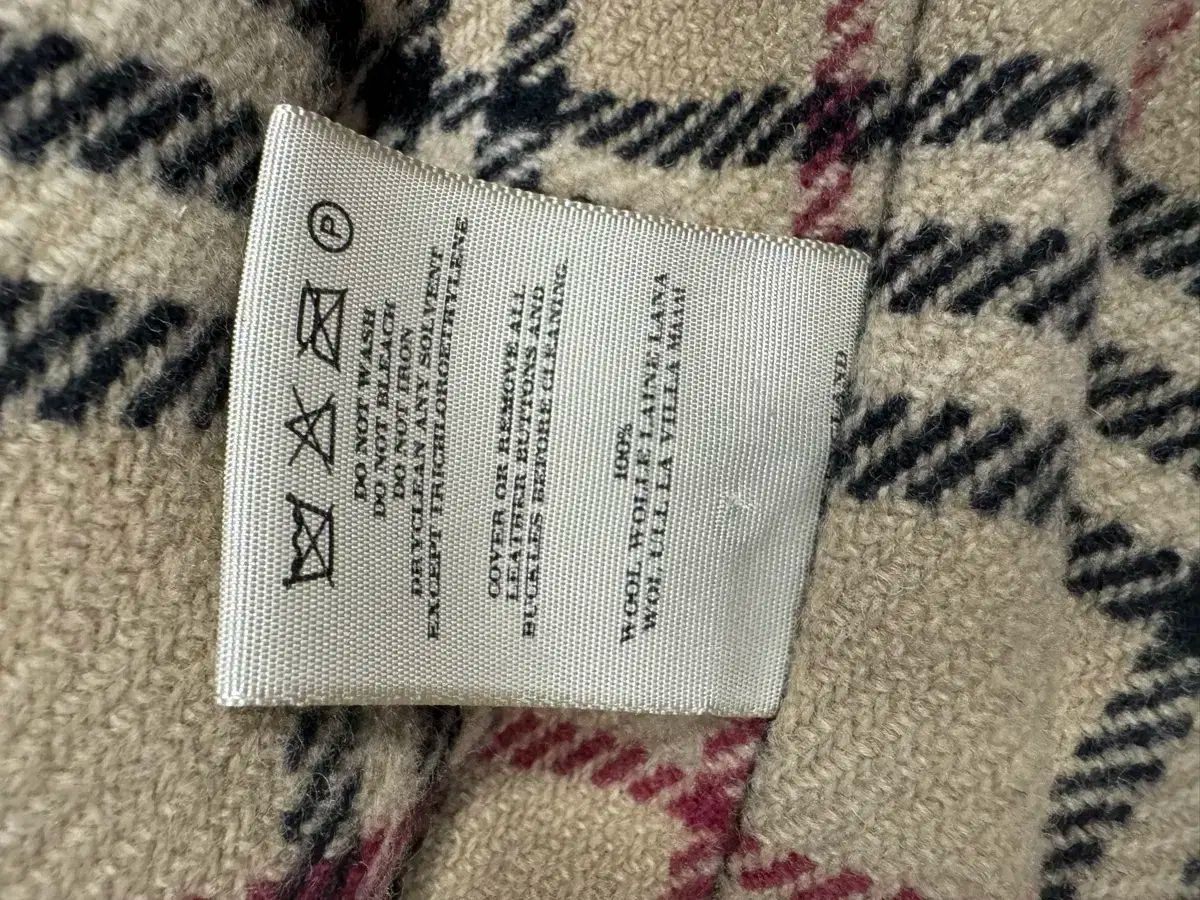 P
DO NOT WASH
DO NOT BLEACH
DO NOT IRON
DRYCLEAN ANY SOLVENT
EXCEPT TRICHLOROETHYLENE
COVER OR REMOVE ALL
LEATHER BUTTONS AND
BUCKLES BEFORE CLEANING.
100%
WOOL WOLLE LAINE LANA
WOL ULL LA VILLA